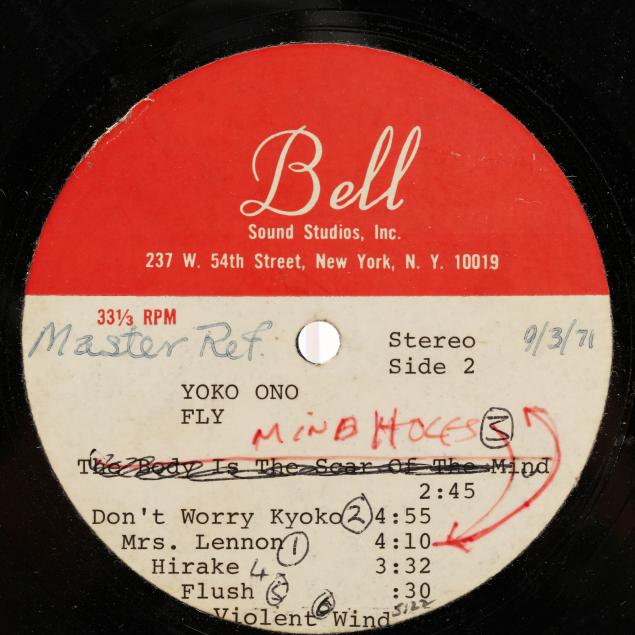 Bell
Sound Studios, Inc.
237 W. 54th Street, New York, N. Y. 10019
33⅓ RPM
Master Ref.
Stereo 9/3/71
Side 2
YOKO ONO
FLY
MIND HOLES 3
The Body Is The Scar Of The Mind
2:45
Don't Worry Kyoko 2 4:55
Mrs. Lennon 1 4:10
Hirake 4 3:32
Flush 5 :30
Violent Wind 6 5:22